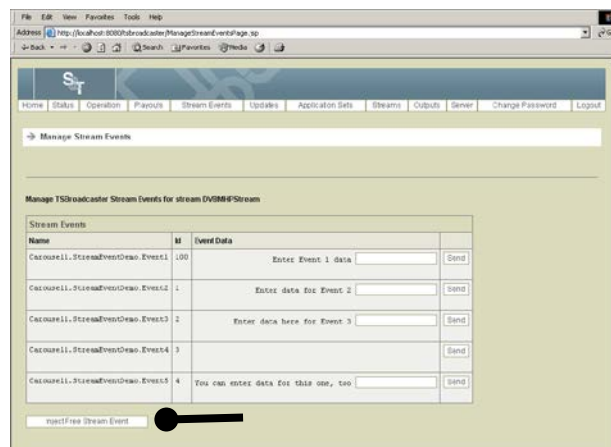 File Edit View Favorites Tools Help
Address http://localhost:8080/tsbroadcaster/ManageStreamEventsPage.jsp
Back Search Favorites Media
S&T
Home Status Operation Playouts Stream Events Updates Application Sets Streams Outputs Server Change Password Logout
Manage Stream Events
Manage TSBroadcaster Stream Events for stream DVBMHPStream
Stream Events
Name Id Event Data
Carousel1.StreamEventDemo.Event1 100 Enter Event 1 data Send
Carousel1.StreamEventDemo.Event2 1 Enter data for Event 2 Send
Carousel1.StreamEventDemo.Event3 2 Enter data here for Event 3 Send
Carousel1.StreamEventDemo.Event4 3 Send
Carousel1.StreamEventDemo.Event5 4 You can enter data for this one, too Send
Inject Free Stream Event